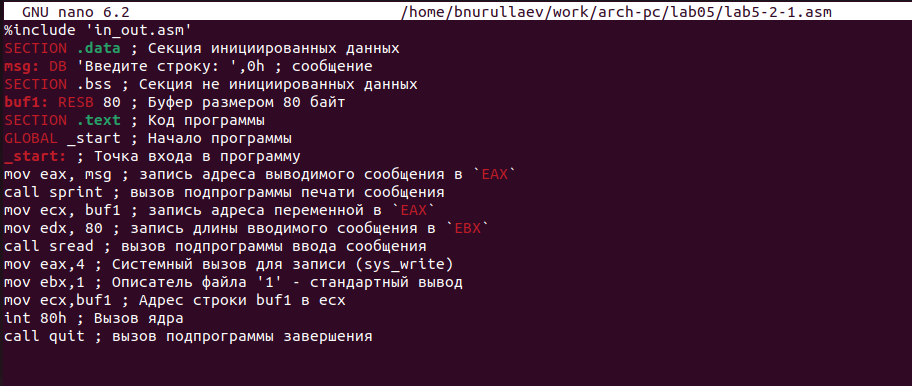 GNU nano 6.2 /home/bnurullaev/work/arch-pc/lab05/lab5-2-1.asm
%include 'in_out.asm'
SECTION .data ; Секция инициированных данных
msg: DB 'Введите строку: ',0h ; сообщение
SECTION .bss ; Секция не инициированных данных
buf1: RESB 80 ; Буфер размером 80 байт
SECTION .text ; Код программы
GLOBAL _start ; Начало программы
_start: ; Точка входа в программу
mov eax, msg ; запись адреса выводимого сообщения в `EAX`
call sprint ; вызов подпрограммы печати сообщения
mov ecx, buf1 ; запись адреса переменной в `EAX`
mov edx, 80 ; запись длины вводимого сообщения в `EBX`
call sread ; вызов подпрограммы ввода сообщения
mov eax,4 ; Системный вызов для записи (sys_write)
mov ebx,1 ; Описатель файла '1' - стандартный вывод
mov ecx,buf1 ; Адрес строки buf1 в ecx
int 80h ; Вызов ядра
call quit ; вызов подпрограммы завершения